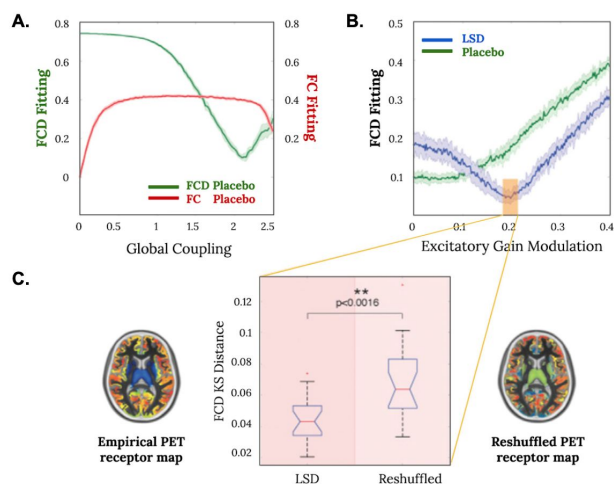 A.
0.8
0.6
0.4
0.2
0
FCD Fitting
0.8
0.6
0.4
0.2
FC Fitting
FCD Placebo
FC Placebo
0
0.5
1
1.5
2
2.5
Global Coupling
B.
0.5
0.4
0.3
0.2
0.1
FCD Fitting
LSD
Placebo
0
0.1
0.2
0.3
0.4
Excitatory Gain Modulation
C.
Empirical PET
receptor map
FCD KS Distance
0.12
0.1
0.08
0.06
0.04
0.02
**
p<0.0016
LSD
Reshuffled
Reshuffled PET
receptor map